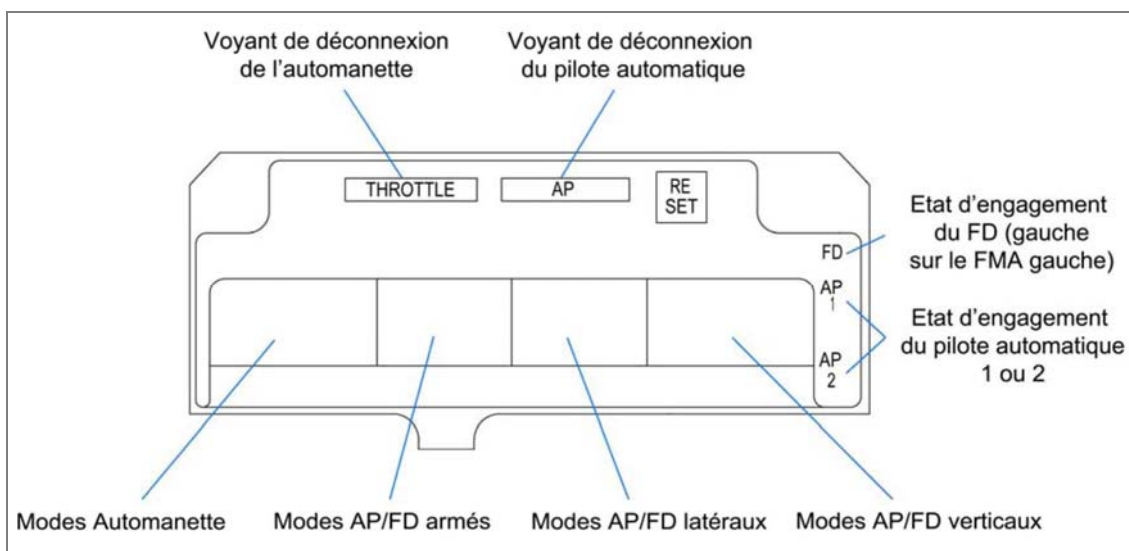 Voyant de déconnexion
de l'automanette
Voyant de déconnexion
du pilote automatique
THROTTLE
AP
RE
SET
Etat d'engagement
du FD (gauche
sur le FMA gauche)
FD
AP
1
Etat d'engagement
du pilote automatique
1 ou 2
AP
2
Modes Automanette
Modes AP/FD armés
Modes AP/FD latéraux
Modes AP/FD verticaux